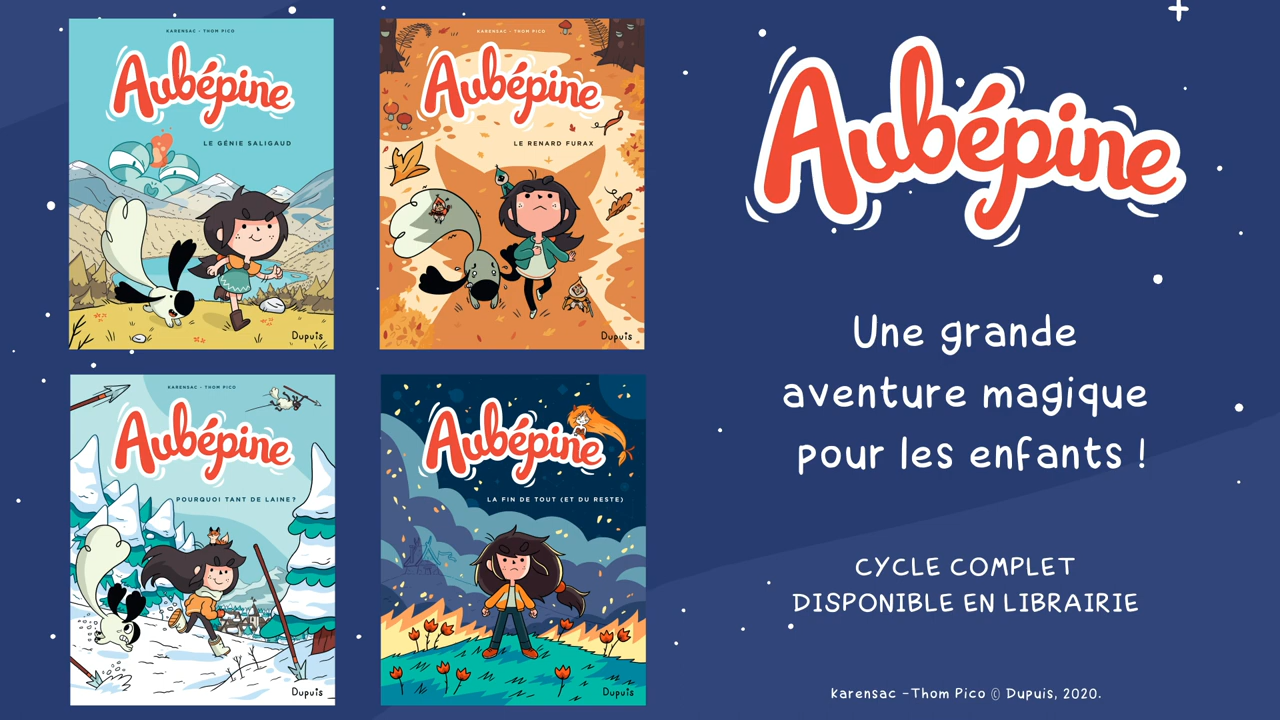 KARENSAC - THOM PICO
Aubépine
LE GÉNIE SALIGAUD
Dupuis
KARENSAC - THOM PICO
Aubépine
LE RENARD FURAX
Dupuis
KARENSAC - THOM PICO
Aubépine
POURQUOI TANT DE LAINE?
Dupuis
Aubépine
LA FIN DE TOUT (ET DU RESTE)
Dupuis
Aubépine
Une grande
aventure magique
pour les enfants !
CYCLE COMPLET
DISPONIBLE EN LIBRAIRIE
Karensac - Thom Pico © Dupuis, 2020.